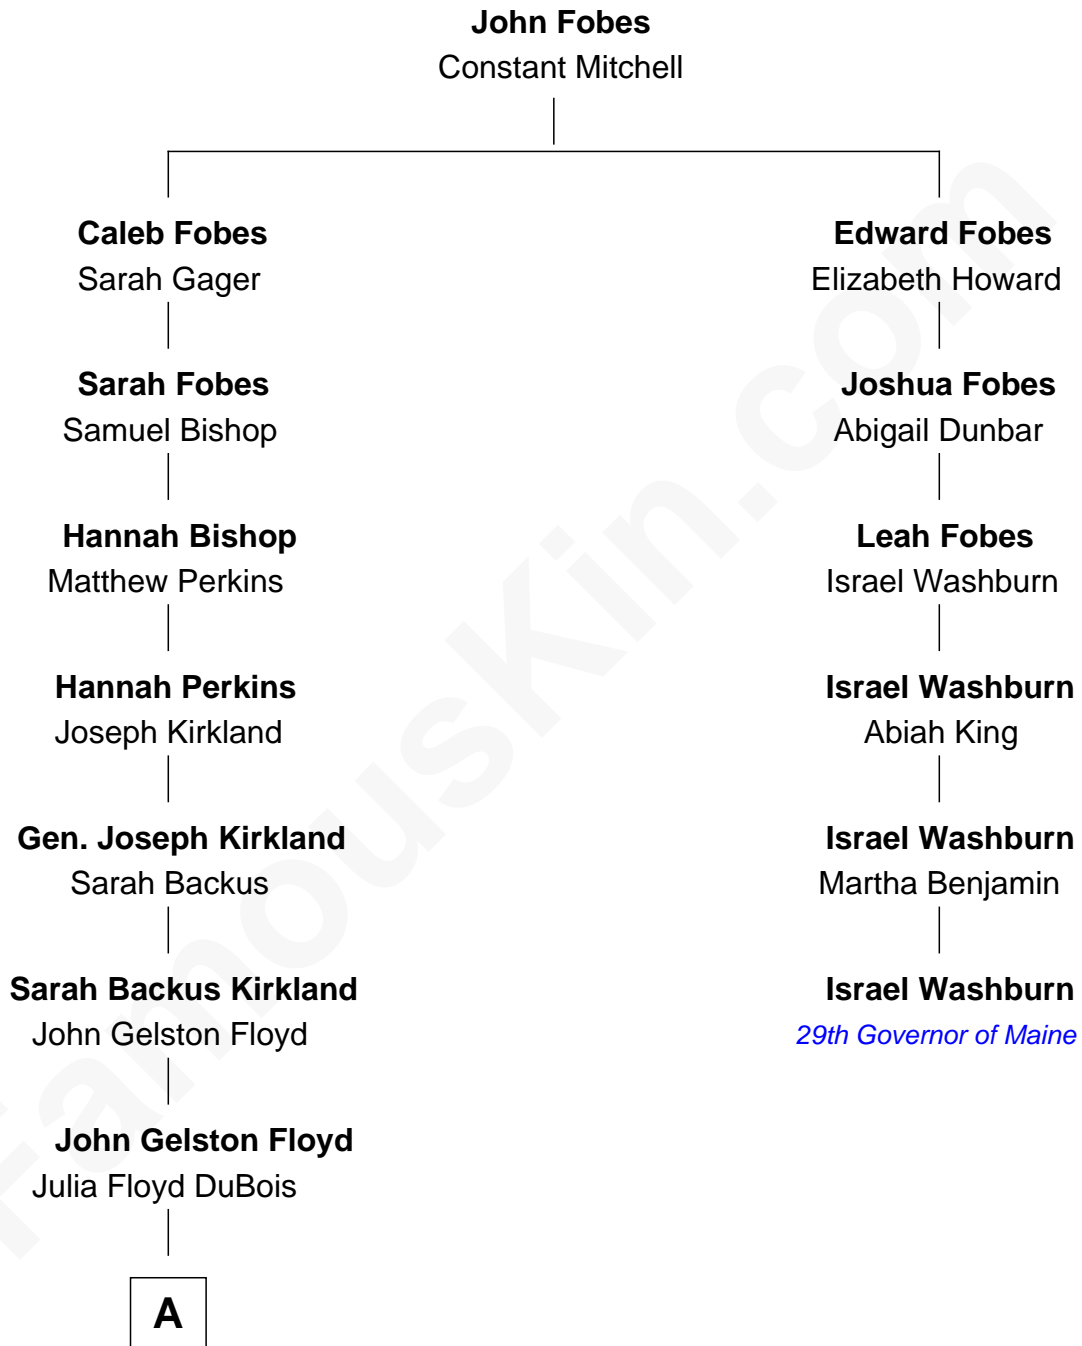 John Fobes
Constant Mitchell
Caleb Fobes
Sarah Gager
Edward Fobes
Elizabeth Howard
Sarah Fobes
Samuel Bishop
Joshua Fobes
Abigail Dunbar
Hannah Bishop
Matthew Perkins
Leah Fobes
Israel Washburn
Hannah Perkins
Joseph Kirkland
Israel Washburn
Abiah King
Gen. Joseph Kirkland
Sarah Backus
Israel Washburn
Martha Benjamin
Sarah Backus Kirkland
John Gelston Floyd
Israel Washburn
29th Governor of Maine
John Gelston Floyd
Julia Floyd DuBois
A
FamousKin.com